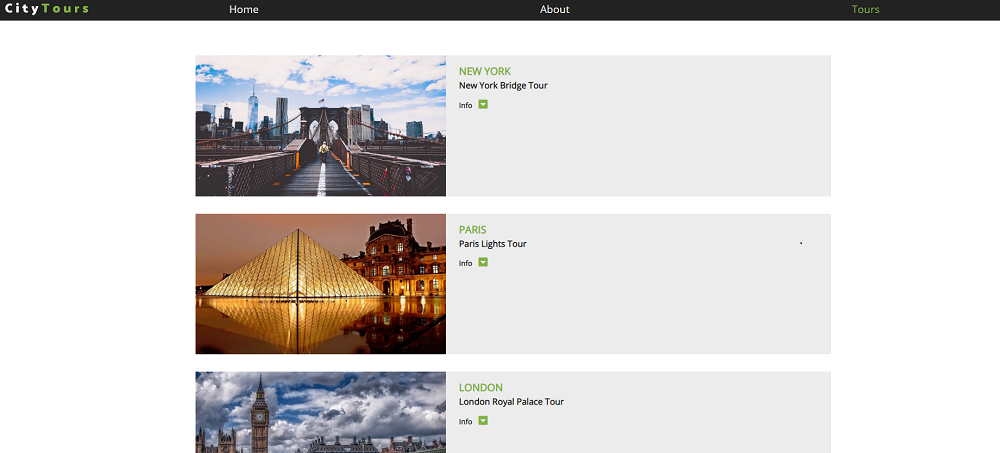 CityTours
Home
About
Tours
NEW YORK
New York Bridge Tour
Info
PARIS
Paris Lights Tour
Info
LONDON
London Royal Palace Tour
Info